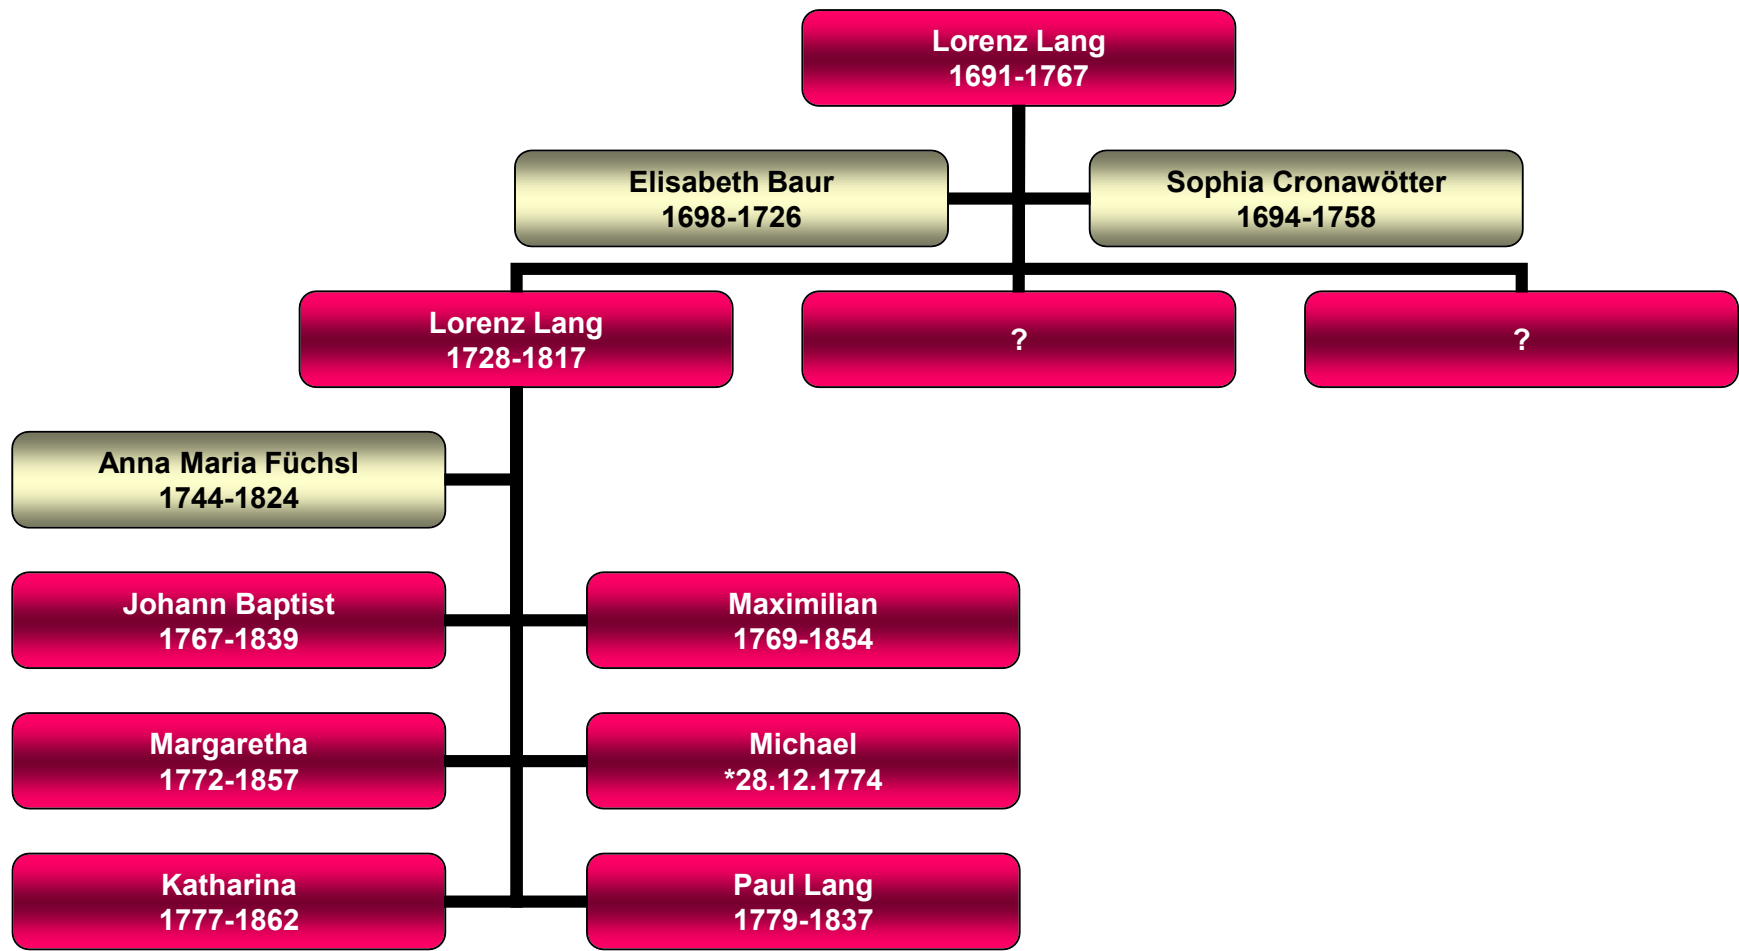 Lorenz Lang
1691-1767
Elisabeth Baur
1698-1726
Sophia Cronawötter
1694-1758
Lorenz Lang
1728-1817
?
?
Anna Maria Füchsl
1744-1824
Johann Baptist
1767-1839
Maximilian
1769-1854
Margaretha
1772-1857
Michael
*28.12.1774
Katharina
1777-1862
Paul Lang
1779-1837